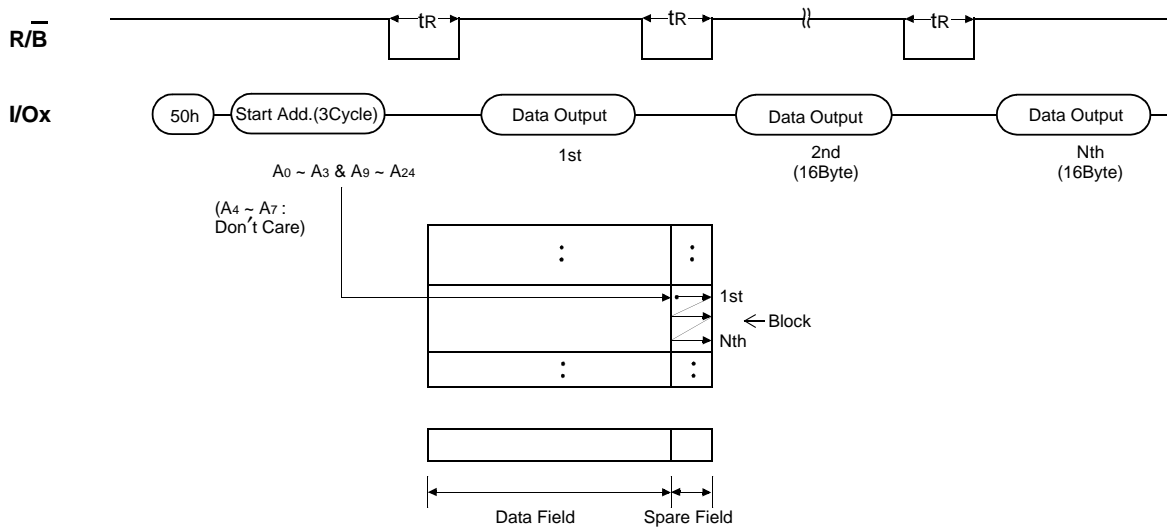 tR tR tR
R/B
I/Ox
50h Start Add.(3Cycle) Data Output Data Output Data Output
1st 2nd Nth
(16Byte) (16Byte)
A0 ~ A3 & A9 ~ A24
(A4 ~ A7 :
Don't Care)
1st
Block
Nth
Data Field Spare Field